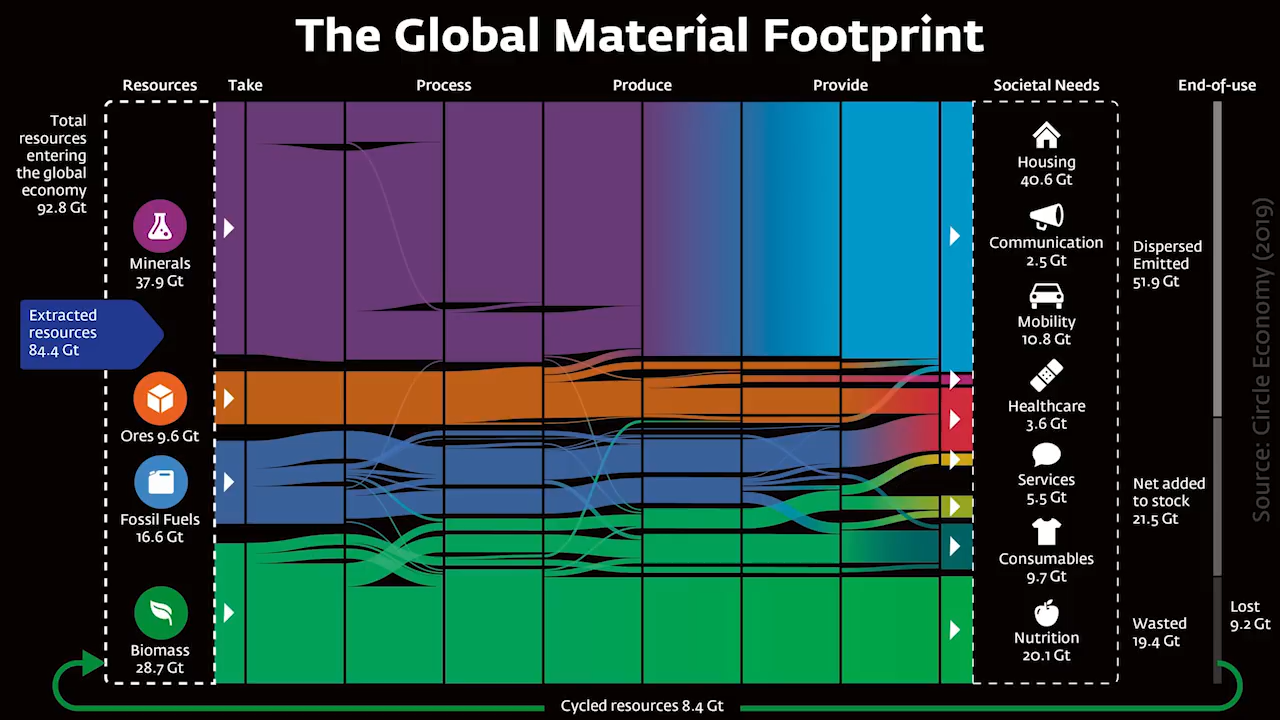 The Global Material Footprint
Resources
Take
Process
Produce
Provide
Societal Needs
End-of-use
Total
resources
entering
the global
economy
92.8 Gt
Minerals
37.9 Gt
Extracted
resources
84.4 Gt
Ores 9.6 Gt
Fossil Fuels
16.6 Gt
Biomass
28.7 Gt
Housing
40.6 Gt
Communication
2.5 Gt
Mobility
10.8 Gt
Healthcare
3.6 Gt
Services
5.5 Gt
Consumables
9.7 Gt
Nutrition
20.1 Gt
Dispersed
Emitted
51.9 Gt
Net added
to stock
21.5 Gt
Wasted
19.4 Gt
Lost
9.2 Gt
Cycled resources 8.4 Gt
Source: Circle Economy (2019)